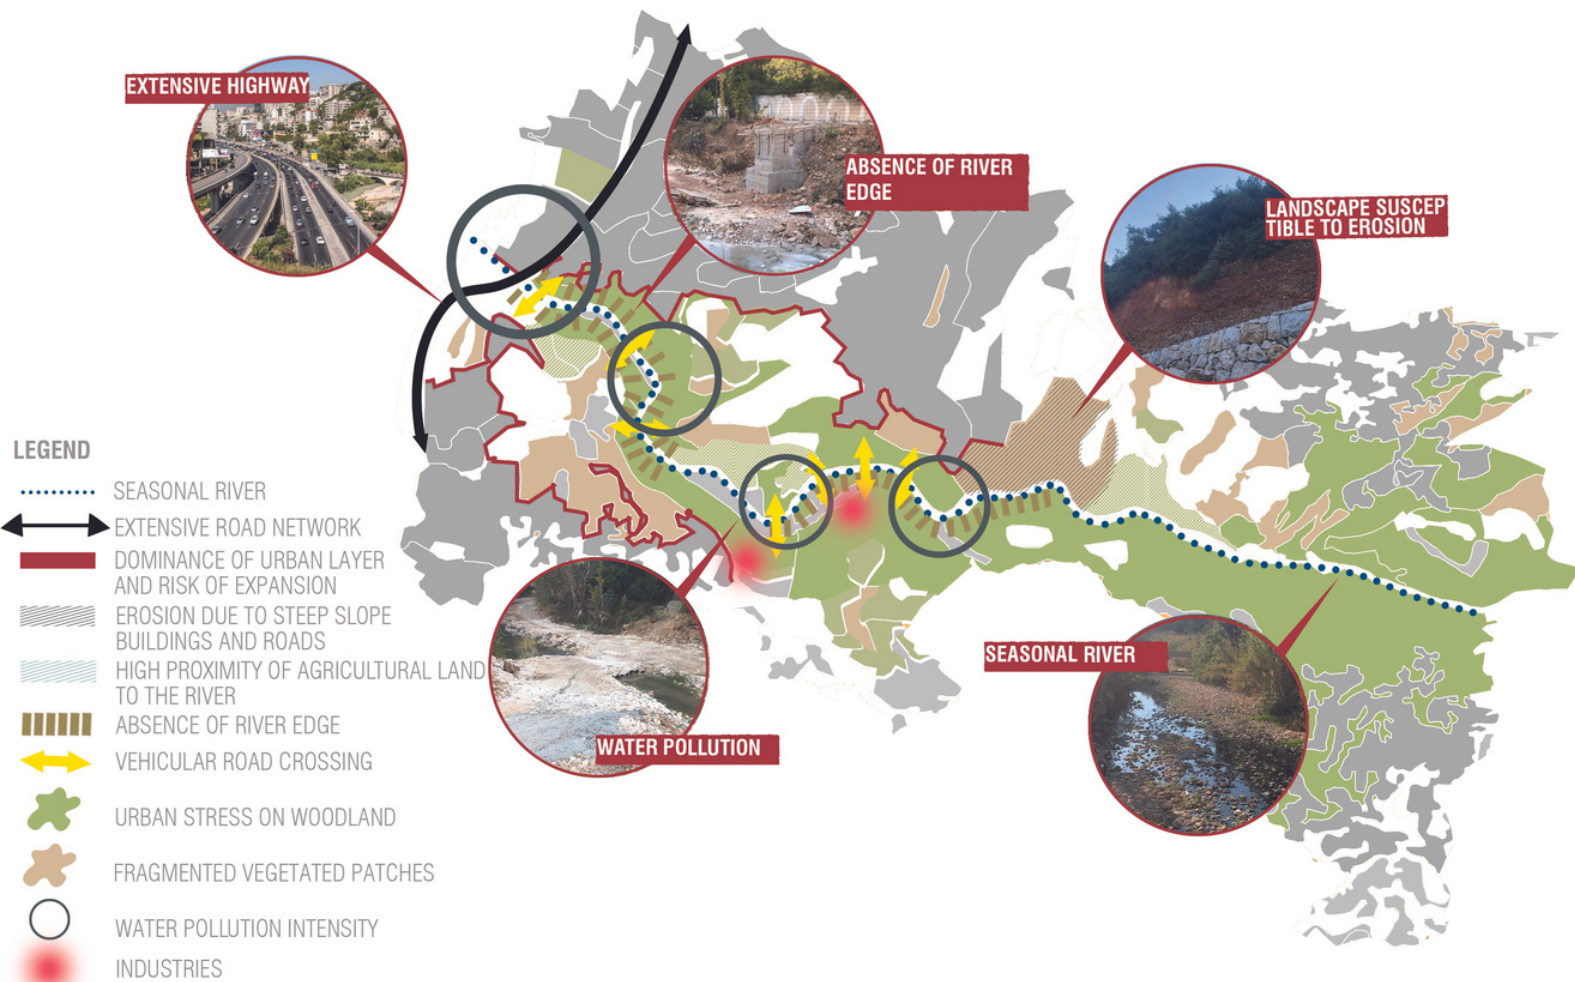 EXTENSIVE HIGHWAY
ABSENCE OF RIVER
EDGE
LANDSCAPE SUSCEP
TIBLE TO EROSION
LEGEND
SEASONAL RIVER
EXTENSIVE ROAD NETWORK
DOMINANCE OF URBAN LAYER
AND RISK OF EXPANSION
EROSION DUE TO STEEP SLOPE
BUILDINGS AND ROADS
HIGH PROXIMITY OF AGRICULTURAL LAND
TO THE RIVER
ABSENCE OF RIVER EDGE
VEHICULAR ROAD CROSSING
URBAN STRESS ON WOODLAND
FRAGMENTED VEGETATED PATCHES
WATER POLLUTION INTENSITY
INDUSTRIES
WATER POLLUTION
SEASONAL RIVER